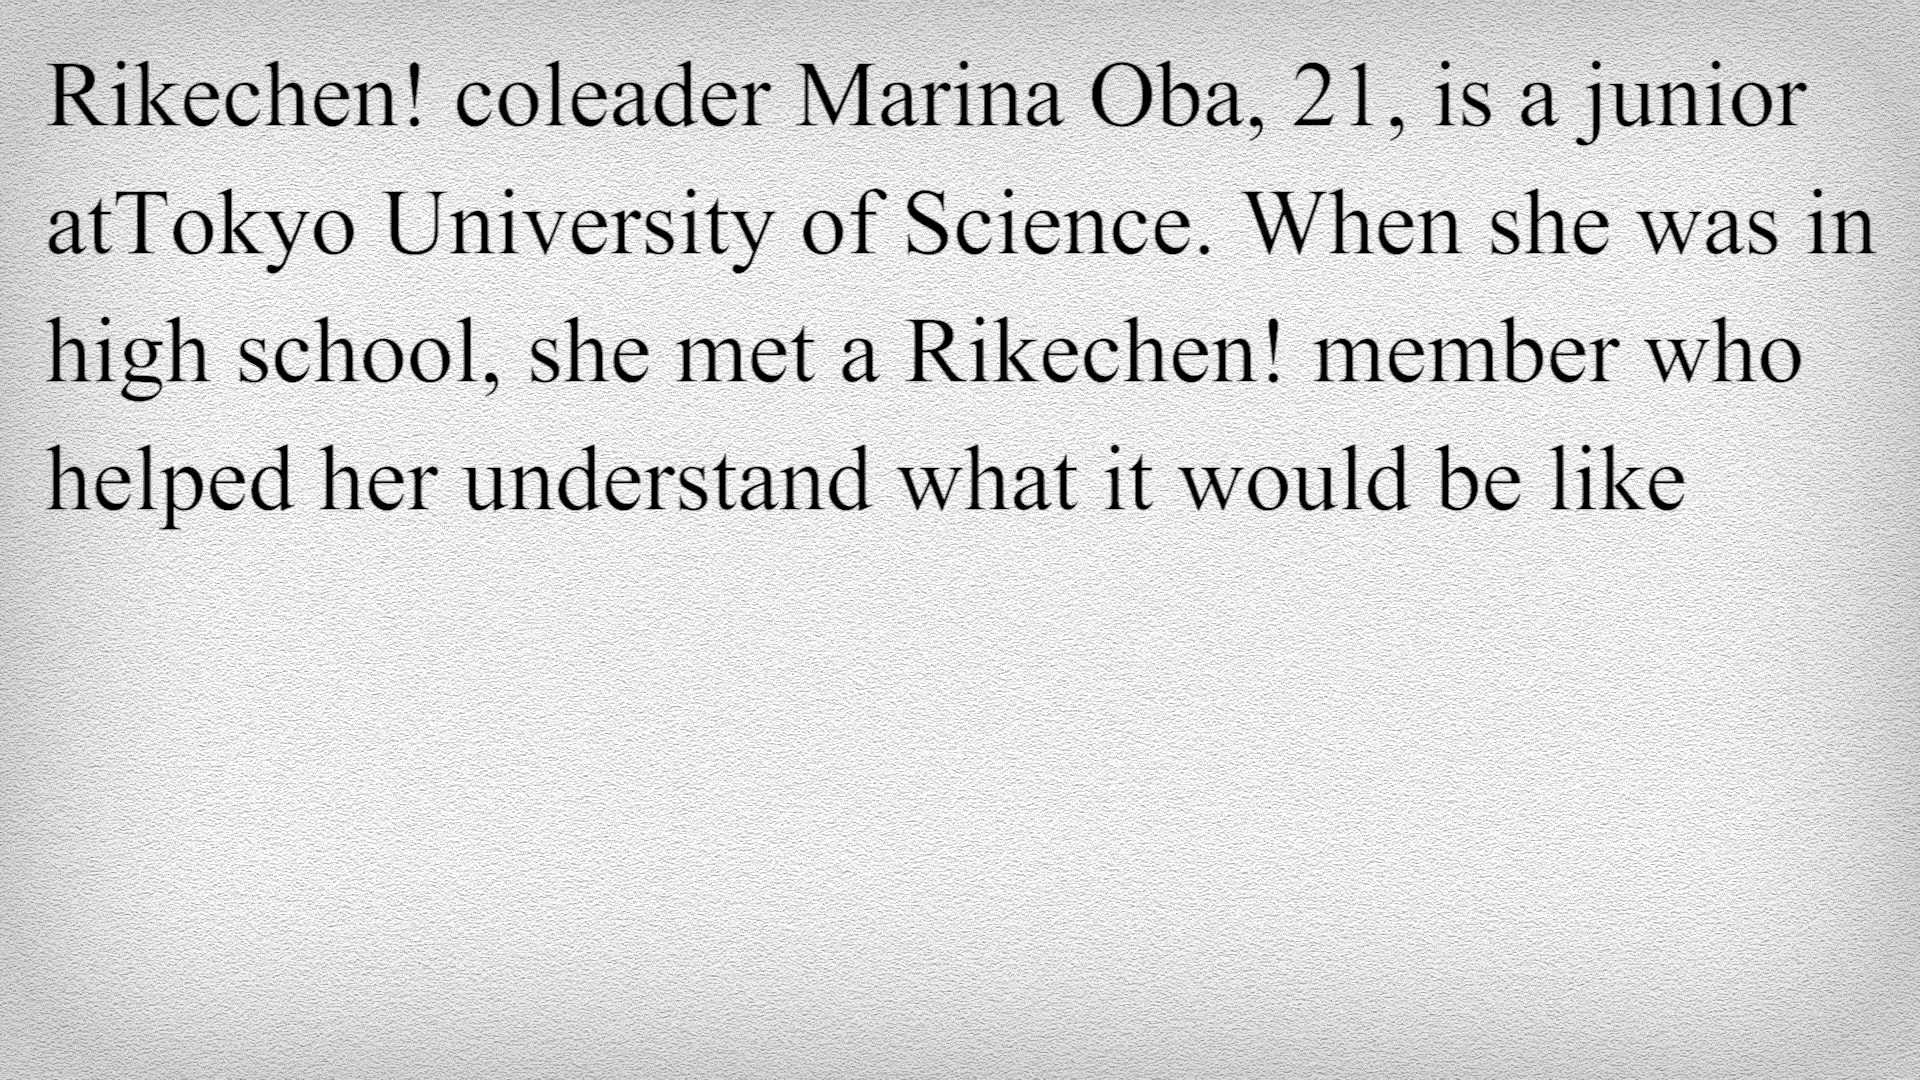 Rikechen! coleader Marina Oba, 21, is a junior
atTokyo University of Science. When she was in
high school, she met a Rikechen! member who
helped her understand what it would be like